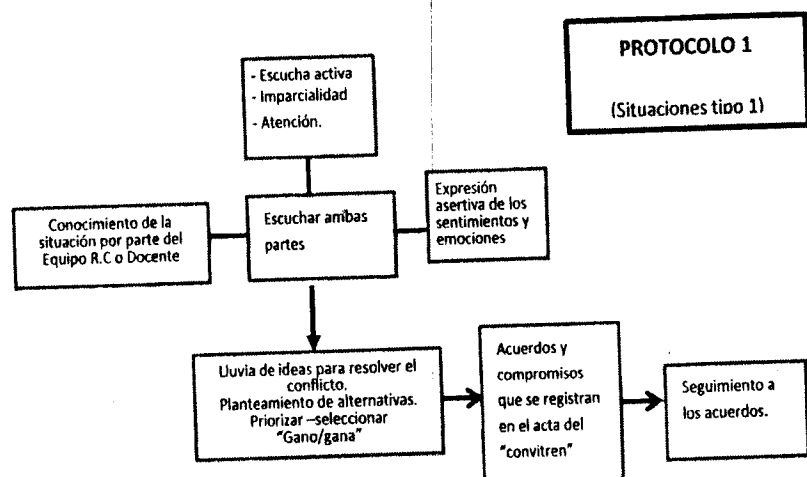 PROTOCOLO 1
(Situaciones tipo 1)
- Escucha activa
- Imparcialidad
- Atención.
Conocimiento de la
situación por parte del
Equipo R.C o Docente
Escuchar ambas
partes
Expresión
asertiva de los
sentimientos y
emociones
Lluvia de ideas para resolver el
conflicto.
Planteamiento de alternativas.
Priorizar –seleccionar
"Gano/gana"
Acuerdos y
compromisos
que se registran
en el acta del
"convitren"
Seguimiento a
los acuerdos.